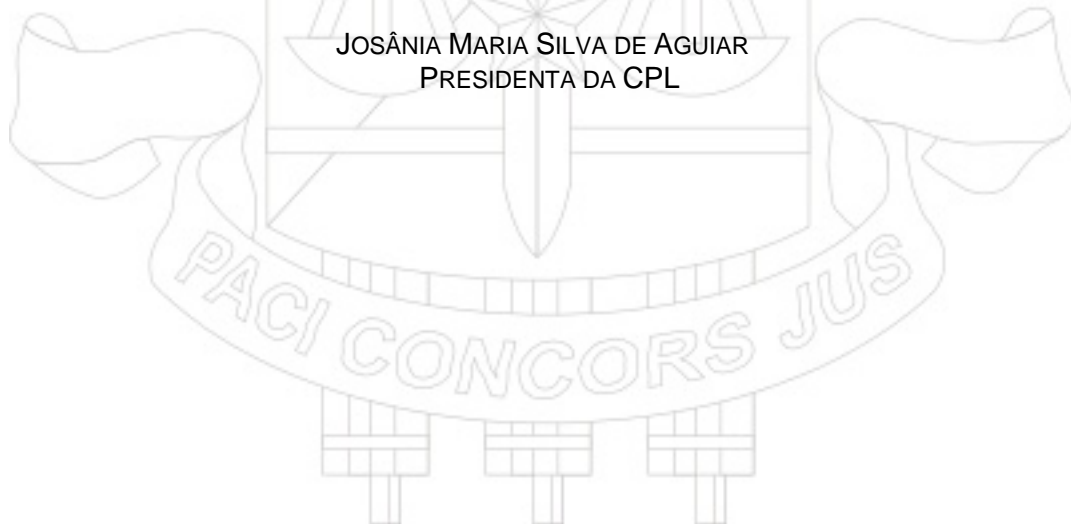 JOSÂNIA MARIA SILVA DE AGUIAR
PRESIDENTA DA CPL
PACI CONCORS JUS